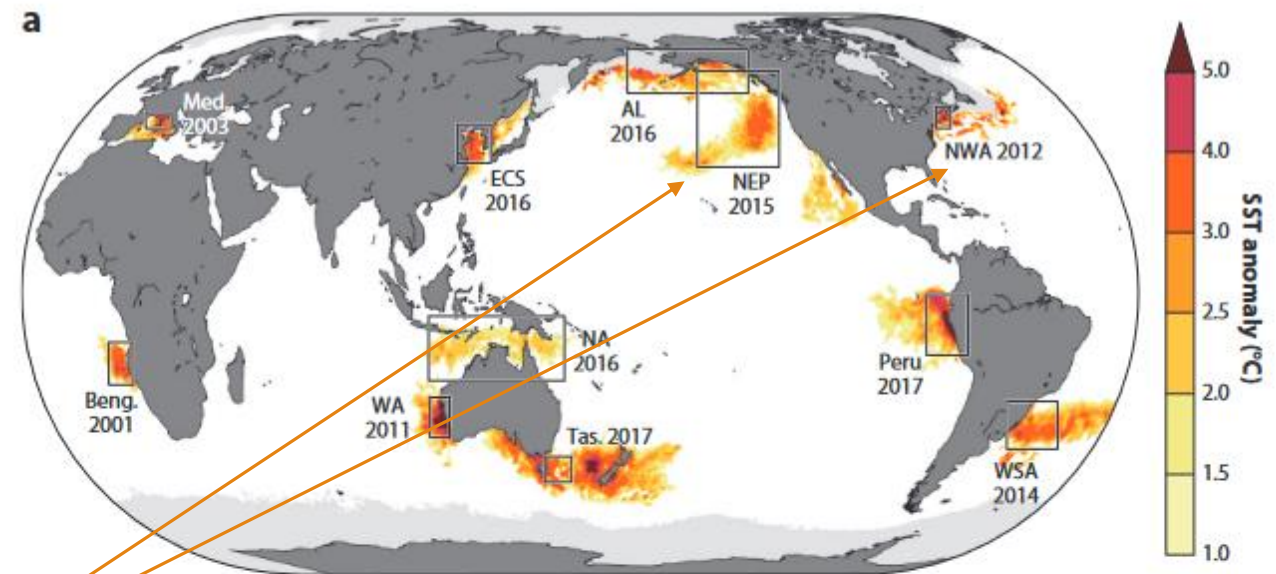 a
Med.
2003
AL
2016
ECS
2016
NEP
2015
NWA 2012
NA
2016
Beng.
2001
WA
2011
Tas. 2017
Peru
2017
WSA
2014
5.0
4.0
3.0
2.5
2.0
1.5
1.0
SST anomaly (°C)